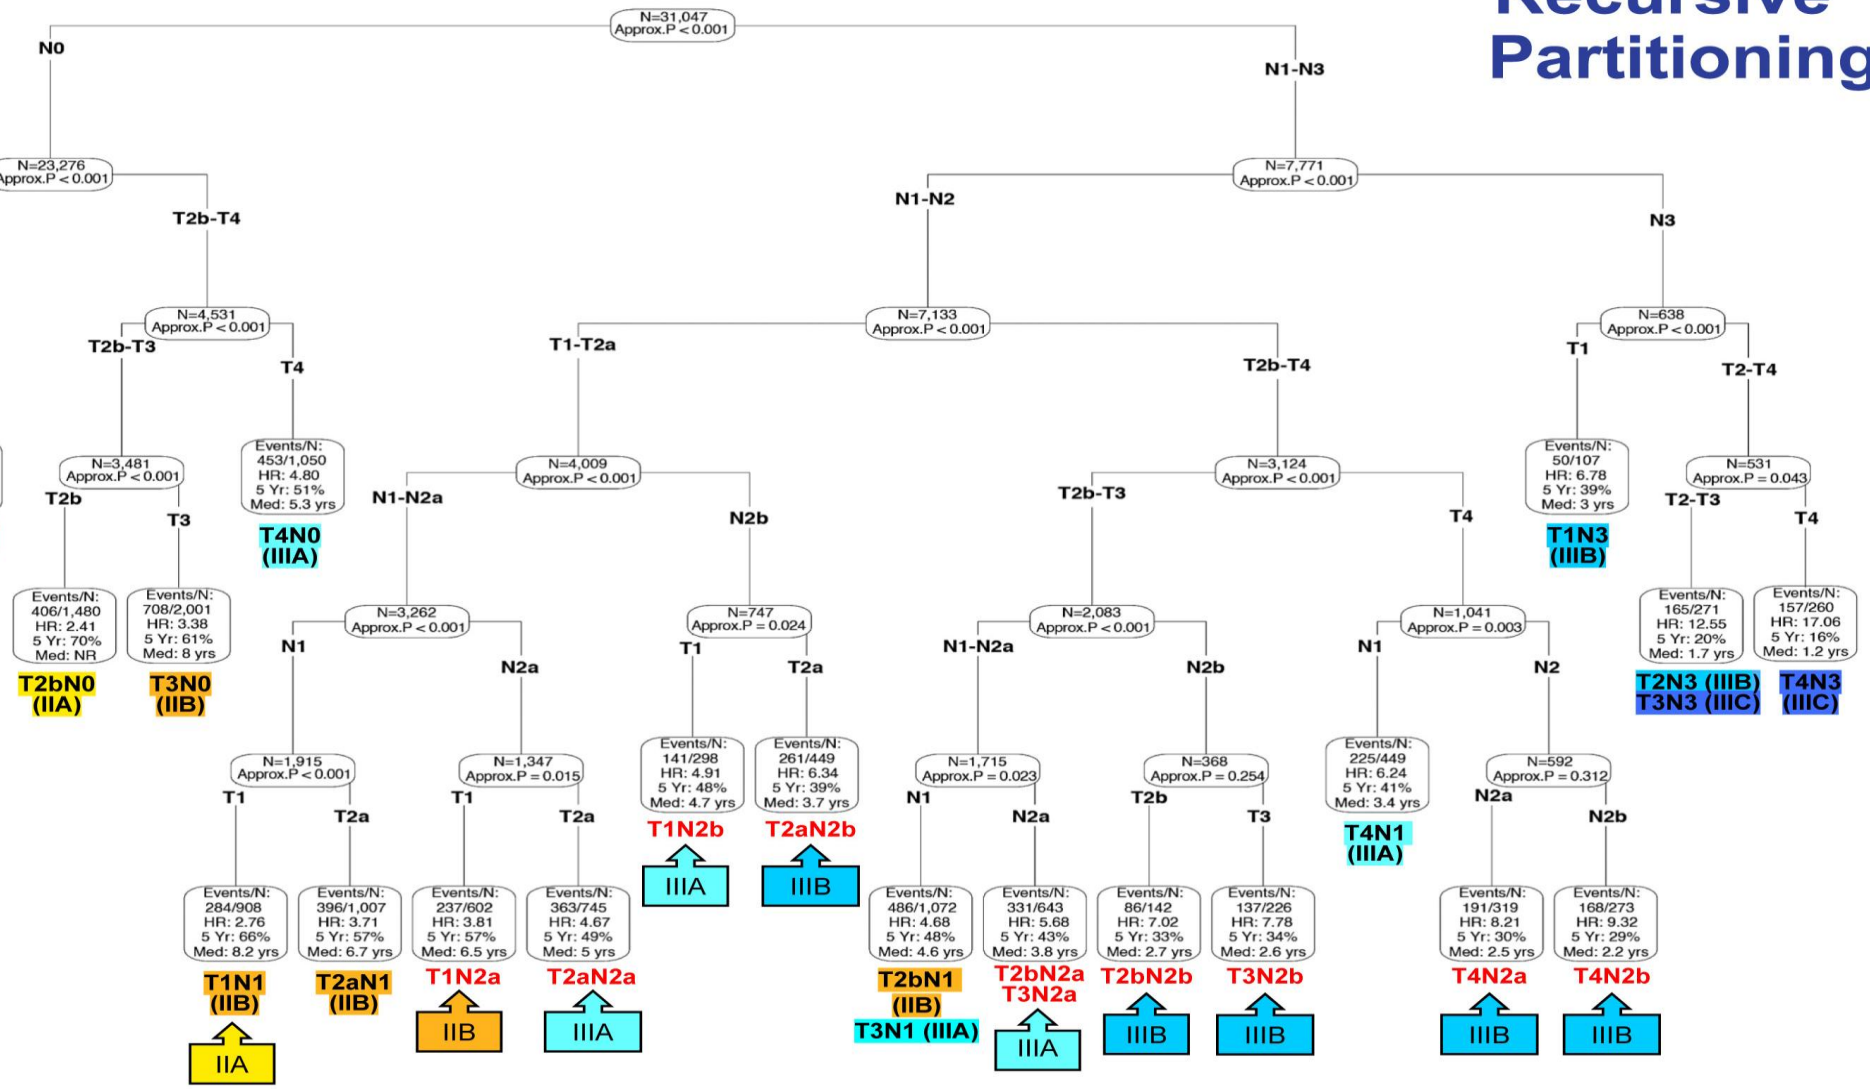 Recursive
Partitioning
N=31,047
Approx.P < 0.001
N0
N1-N3
N=23,276
Approx.P < 0.001
N=7,771
Approx.P < 0.001
T2b-T4
N1-N2
N3
N=4,531
Approx.P < 0.001
N=7,133
Approx.P < 0.001
N=638
Approx.P < 0.001
T2b-T3
T4
T1-T2a
T2b-T4
T1
T2-T4
N=3,481
Approx.P < 0.001
Events/N:
453/1,050
HR: 4.80
5 Yr: 51%
Med: 5.3 yrs
T4N0
(IIIA)
N=4,009
Approx.P < 0.001
N=3,124
Approx.P < 0.001
Events/N:
50/107
HR: 6.78
5 Yr: 39%
Med: 3 yrs
T1N3
(IIIB)
N=531
Approx.P = 0.043
T2b
T3
N1-N2a
N2b
T2b-T3
T4
T2-T3
T4
Events/N:
406/1,480
HR: 2.41
5 Yr: 70%
Med: NR
T2bN0
(IIA)
Events/N:
708/2,001
HR: 3.38
5 Yr: 61%
Med: 8 yrs
T3N0
(IIB)
N=3,262
Approx.P < 0.001
N=747
Approx.P = 0.024
N=2,083
Approx.P < 0.001
N=1,041
Approx.P = 0.003
Events/N:
165/271
HR: 12.55
5 Yr: 20%
Med: 1.7 yrs
T2N3 (IIIB)
T3N3 (IIIC)
Events/N:
157/260
HR: 17.06
5 Yr: 16%
Med: 1.2 yrs
T4N3
(IIIC)
N1
N2a
T1
T2a
N1-N2a
N2b
N1
N2
N=1,915
Approx.P < 0.001
N=1,347
Approx.P = 0.015
Events/N:
141/298
HR: 4.91
5 Yr: 48%
Med: 4.7 yrs
T1N2b
IIIA
Events/N:
261/449
HR: 6.34
5 Yr: 39%
Med: 3.7 yrs
T2aN2b
IIIB
N=1,715
Approx.P = 0.023
N=368
Approx.P = 0.254
Events/N:
225/449
HR: 6.24
5 Yr: 41%
Med: 3.4 yrs
T4N1
(IIIA)
N=592
Approx.P = 0.312
T1
T2a
T1
T2a
N1
N2a
T2b
T3
N2a
N2b
Events/N:
284/908
HR: 2.76
5 Yr: 66%
Med: 8.2 yrs
T1N1
(IIB)
IIA
Events/N:
396/1,007
HR: 3.71
5 Yr: 57%
Med: 6.7 yrs
T2aN1
(IIB)
Events/N:
237/602
HR: 3.81
5 Yr: 57%
Med: 6.5 yrs
T1N2a
IIB
Events/N:
363/745
HR: 4.67
5 Yr: 49%
Med: 5 yrs
T2aN2a
IIIA
Events/N:
486/1,072
HR: 4.68
5 Yr: 48%
Med: 4.6 yrs
T2bN1
(IIB)
T3N1 (IIIA)
Events/N:
331/643
HR: 5.68
5 Yr: 43%
Med: 3.8 yrs
T2bN2a
T3N2a
IIIA
Events/N:
86/142
HR: 7.02
5 Yr: 33%
Med: 2.7 yrs
T2bN2b
IIIB
Events/N:
137/226
HR: 7.78
5 Yr: 34%
Med: 2.6 yrs
T3N2b
IIIB
Events/N:
191/319
HR: 8.21
5 Yr: 30%
Med: 2.5 yrs
T4N2a
IIIB
Events/N:
168/273
HR: 9.32
5 Yr: 29%
Med: 2.2 yrs
T4N2b
IIIB